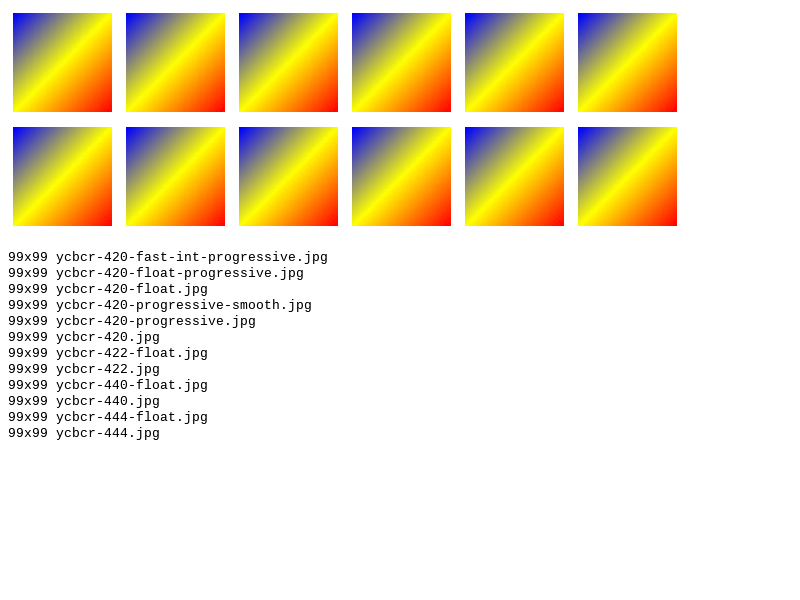 99x99 ycbcr-420-fast-int-progressive.jpg
99x99 ycbcr-420-float-progressive.jpg
99x99 ycbcr-420-float.jpg
99x99 ycbcr-420-progressive-smooth.jpg
99x99 ycbcr-420-progressive.jpg
99x99 ycbcr-420.jpg
99x99 ycbcr-422-float.jpg
99x99 ycbcr-422.jpg
99x99 ycbcr-440-float.jpg
99x99 ycbcr-440.jpg
99x99 ycbcr-444-float.jpg
99x99 ycbcr-444.jpg